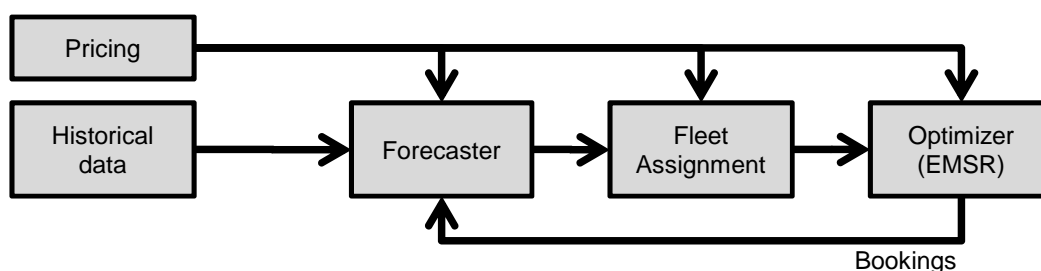 Pricing
Historical
data
Forecaster
Fleet
Assignment
Optimizer
(EMSR)
Bookings